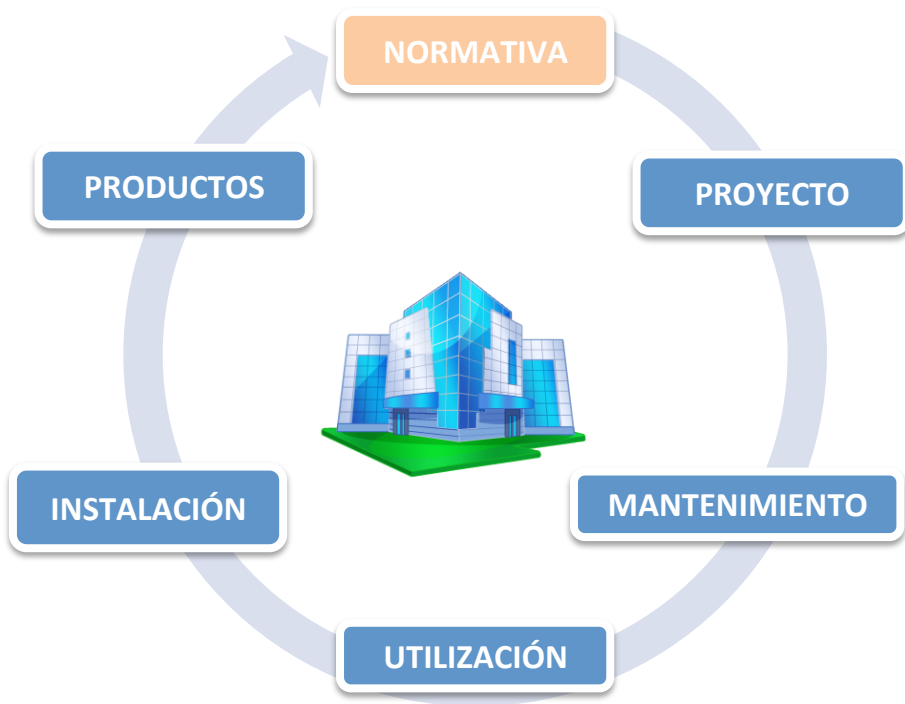 NORMATIVA
PROYECTO
MANTENIMIENTO
UTILIZACIÓN
INSTALACIÓN
PRODUCTOS